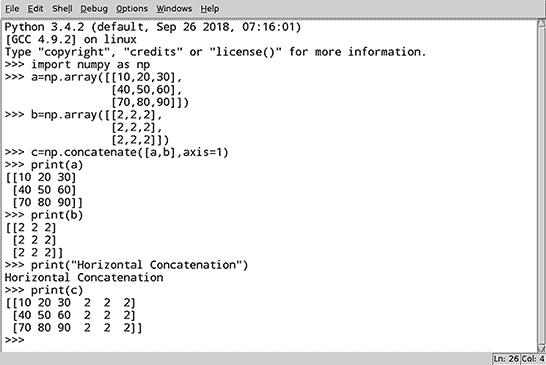 File Edit Shell Debug Options Windows Help
Python 3.4.2 (default, Sep 26 2018, 07:16:01)
[GCC 4.9.2] on linux
Type "copyright", "credits" or "license()" for more information.
>>> import numpy as np
>>> a=np.array([[10,20,30],
                [40,50,60],
                [70,80,90]])
>>> b=np.array([[2,2,2],
                [2,2,2],
                [2,2,2]])
>>> c=np.concatenate([a,b],axis=1)
>>> print(a)
[[10 20 30]
 [40 50 60]
 [70 80 90]]
>>> print(b)
[[2 2 2]
 [2 2 2]
 [2 2 2]]
>>> print("Horizontal Concatenation")
Horizontal Concatenation
>>> print(c)
[[10 20 30  2  2  2]
 [40 50 60  2  2  2]
 [70 80 90  2  2  2]]
>>>
Ln: 26 Col: 4